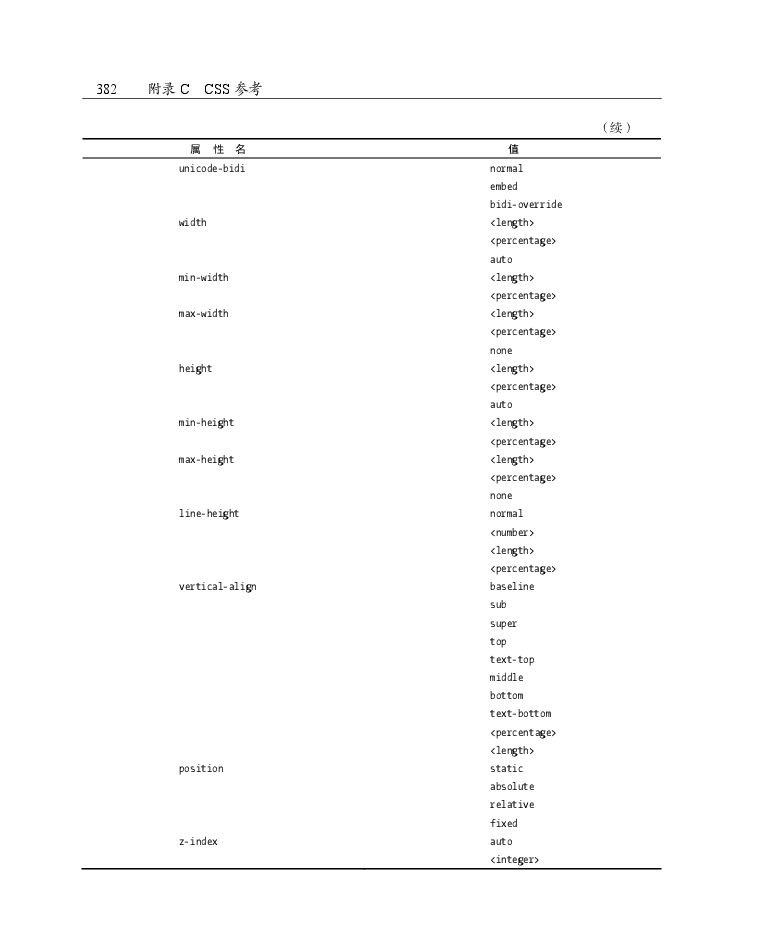 382 附录 C CSS 参考
（续）
属 性 名 值
unicode-bidi normal
embed
bidi-override
width <length>
<percentage>
auto
min-width <length>
<percentage>
max-width <length>
<percentage>
none
height <length>
<percentage>
auto
min-height <length>
<percentage>
max-height <length>
<percentage>
none
line-height normal
<number>
<length>
<percentage>
vertical-align baseline
sub
super
top
text-top
middle
bottom
text-bottom
<percentage>
<length>
position static
absolute
relative
fixed
z-index auto
<integer>